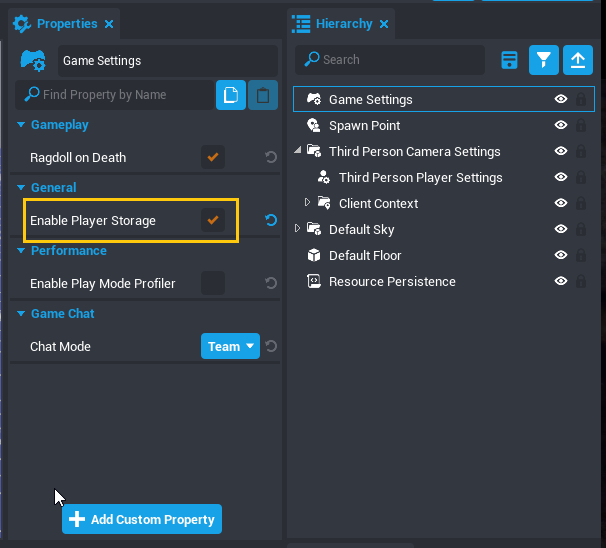 Properties
Game Settings
Find Property by Name
Gameplay
Ragdoll on Death
General
Enable Player Storage
Performance
Enable Play Mode Profiler
Game Chat
Chat Mode
Team
Add Custom Property
Hierarchy
Search
Game Settings
Spawn Point
Third Person Camera Settings
Third Person Player Settings
Client Context
Default Sky
Default Floor
Resource Persistence